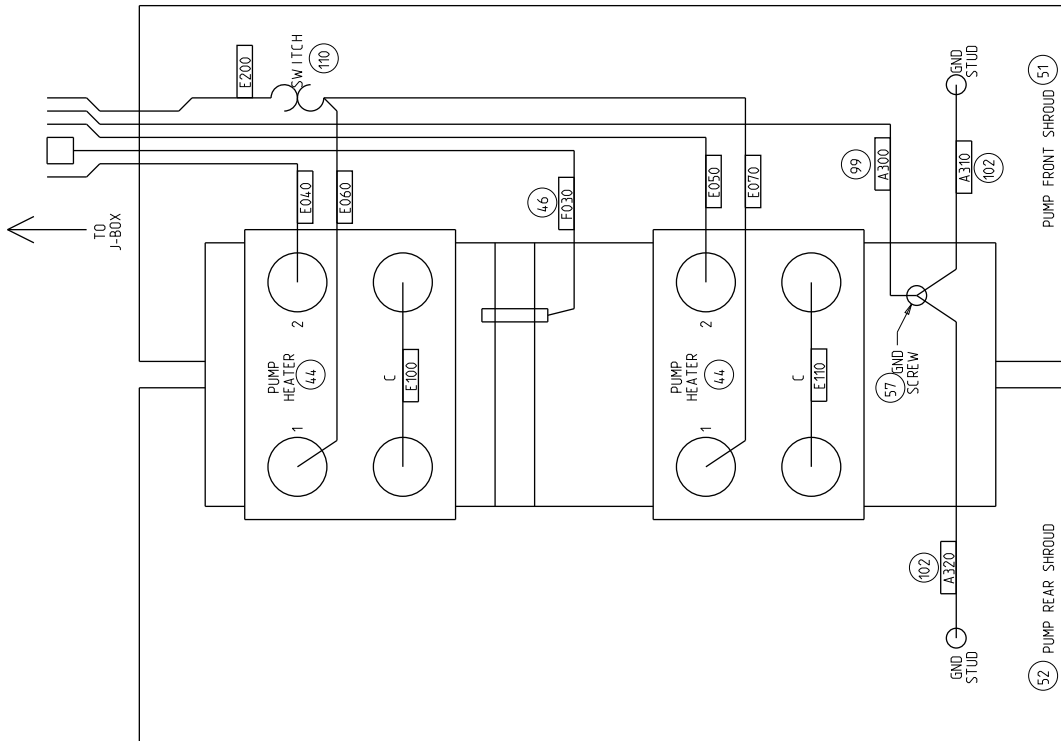 E200
SWITCH
110
TO
J-BOX
E040
E060
46
F030
E050
E070
99
A300
A310
102
GND
STUD
PUMP FRONT SHROUD
51
2
PUMP
HEATER
44
1
C
E100
2
PUMP
HEATER
44
1
C
E110
57
GND
SCREW
102
A320
GND
STUD
52
PUMP REAR SHROUD